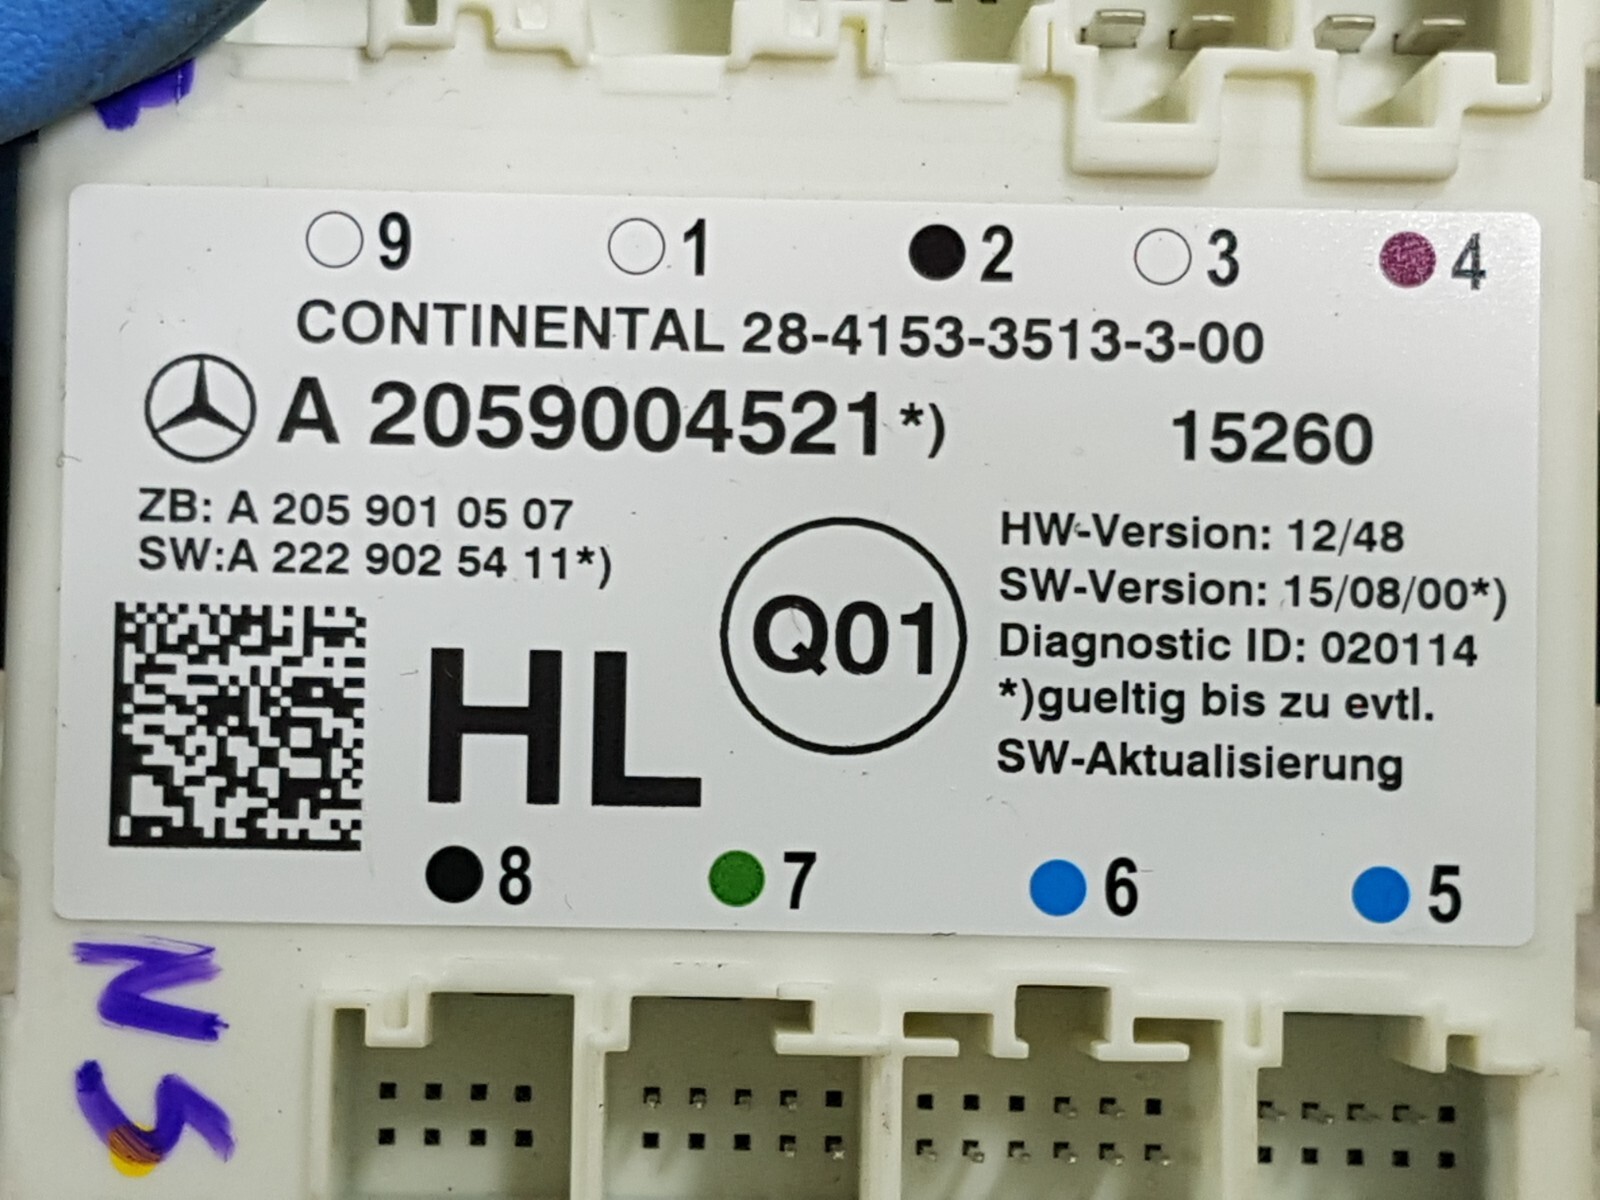 9 1 2 3 4
CONTINENTAL 28-4153-3513-3-00
A 2059004521*) 15260
ZB: A 205 901 05 07
SW:A 222 902 54 11*)
HL
Q01
HW-Version: 12/48
SW-Version: 15/08/00*)
Diagnostic ID: 020114
*)gueltig bis zu evtl.
SW-Aktualisierung
8 7 6 5
NS